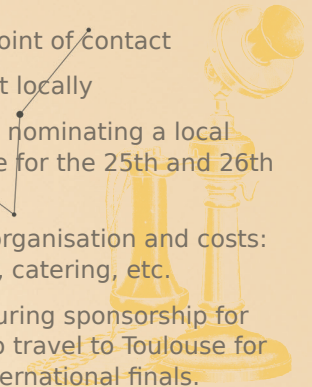 oint of contact
t locally
nominating a local
e for the 25th and 26th
organisation and costs:
, catering, etc.
uring sponsorship for
o travel to Toulouse for
ernational finals.